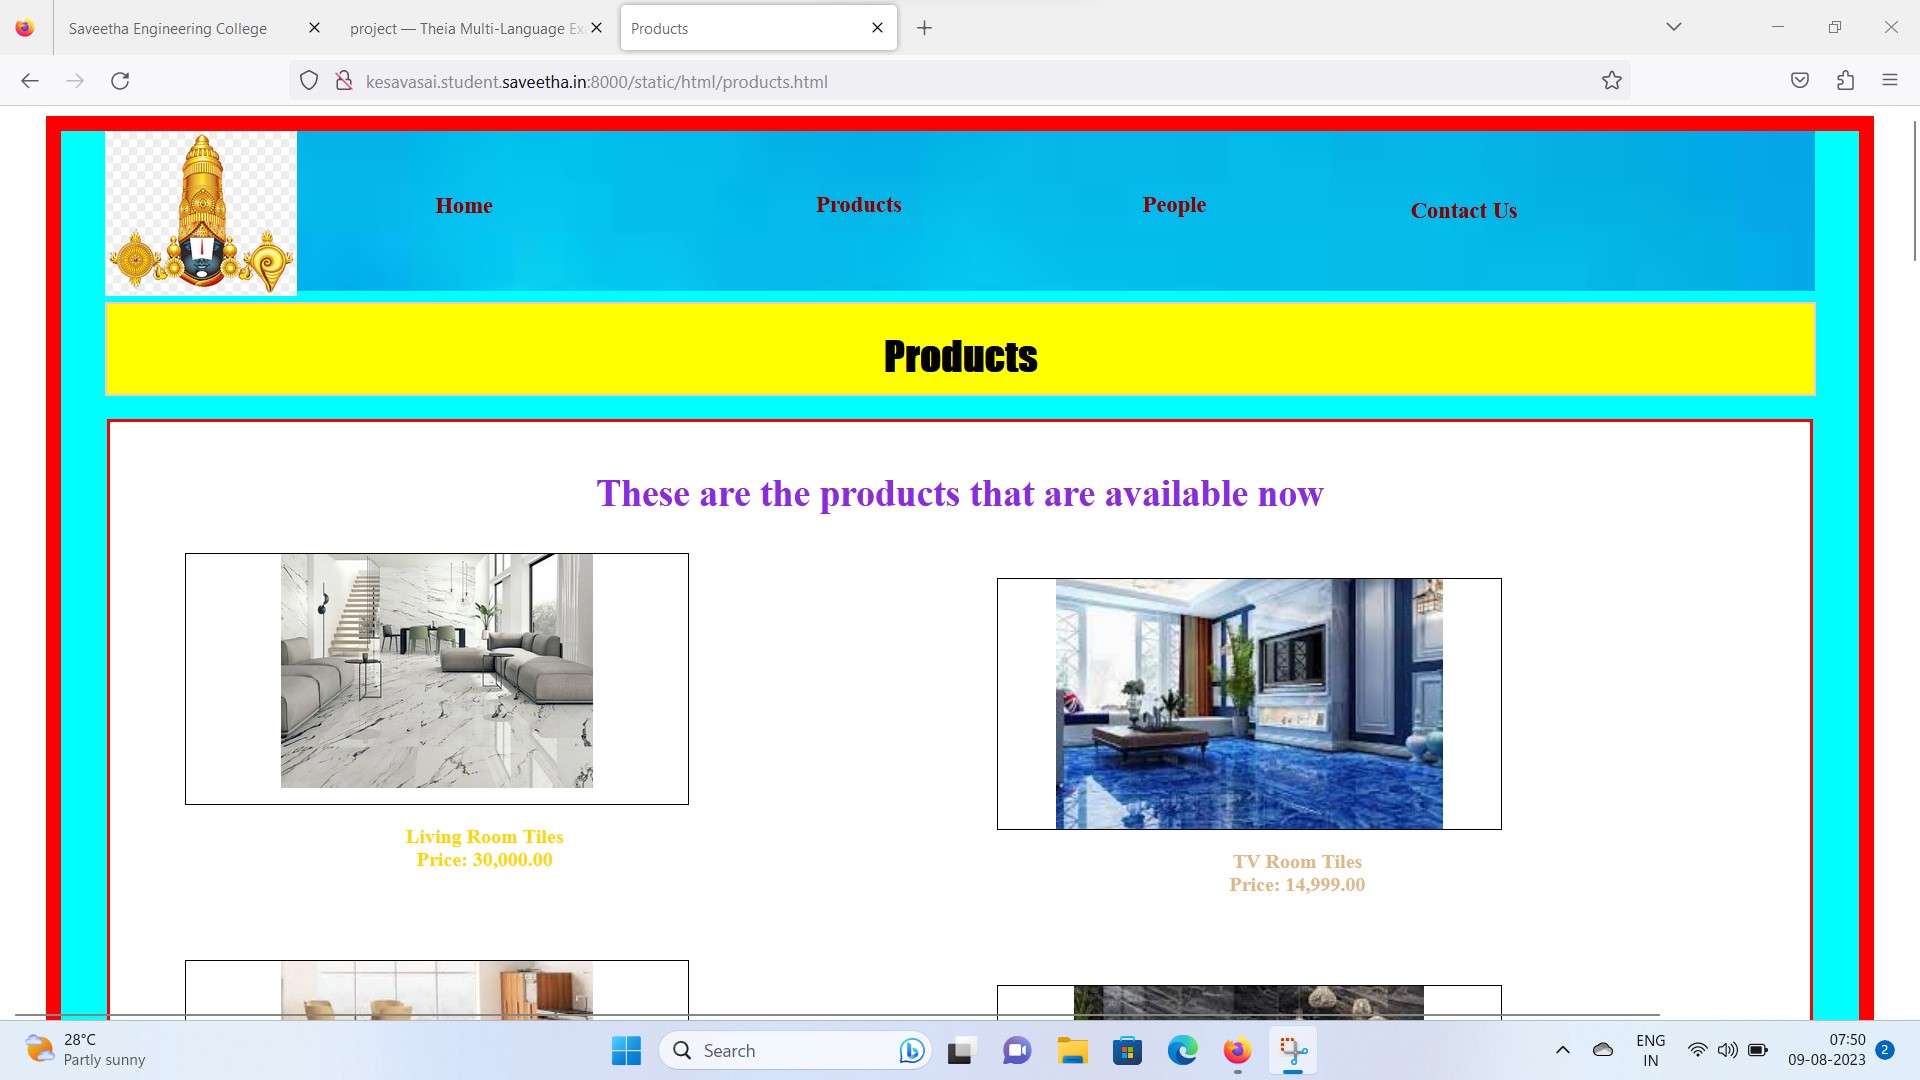 Saveetha Engineering College
project — Theia Multi-Language Ex
Products
kesavasai.student.saveetha.in:8000/static/html/products.html
Home
Products
People
Contact Us
Products
These are the products that are available now
Living Room Tiles
Price: 30,000.00
TV Room Tiles
Price: 14,999.00
28°C
Partly sunny
Search
ENG
IN
07:50
09-08-2023
2